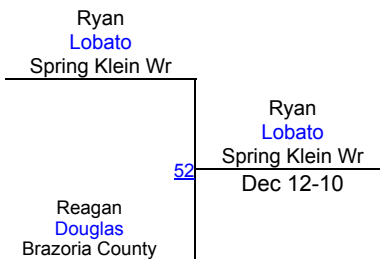 Ryan
Lobato
Spring Klein Wr
Ryan
Lobato
Spring Klein Wr
52
Dec 12-10
Reagan
Douglas
Brazoria County